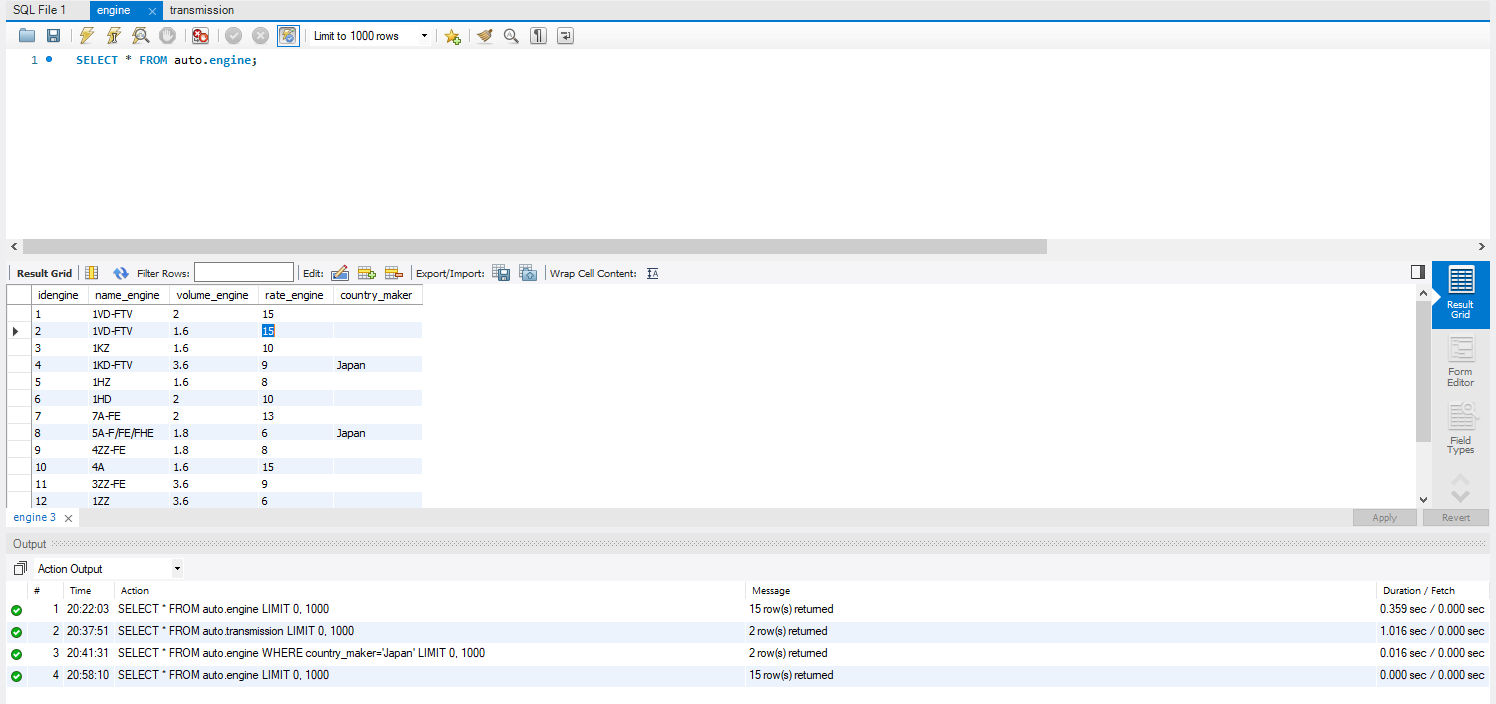 SQL File 1 engine transmission
Limit to 1000 rows
1 SELECT * FROM auto.engine;
Result Grid Filter Rows: Edit: Export/Import: Wrap Cell Content:
idengine name_engine volume_engine rate_engine country_maker
1 1VD-FTV 2 15
2 1VD-FTV 1.6 15
3 1KZ 1.6 10
4 1KD-FTV 3.6 9 Japan
5 1HZ 1.6 8
6 1HD 2 10
7 7A-FE 2 13
8 5A-F/FE/FHE 1.8 6 Japan
9 4ZZ-FE 1.8 8
10 4A 1.6 15
11 3ZZ-FE 3.6 9
12 1ZZ 3.6 6
Result
Grid
Form
Editor
Field
Types
engine 3 Apply Revert
Output
Action Output
# Time Action Message Duration / Fetch
1 20:22:03 SELECT * FROM auto.engine LIMIT 0, 1000 15 row(s) returned 0.359 sec / 0.000 sec
2 20:37:51 SELECT * FROM auto.transmission LIMIT 0, 1000 2 row(s) returned 1.016 sec / 0.000 sec
3 20:41:31 SELECT * FROM auto.engine WHERE country_maker='Japan' LIMIT 0, 1000 2 row(s) returned 0.016 sec / 0.000 sec
4 20:58:10 SELECT * FROM auto.engine LIMIT 0, 1000 15 row(s) returned 0.000 sec / 0.000 sec